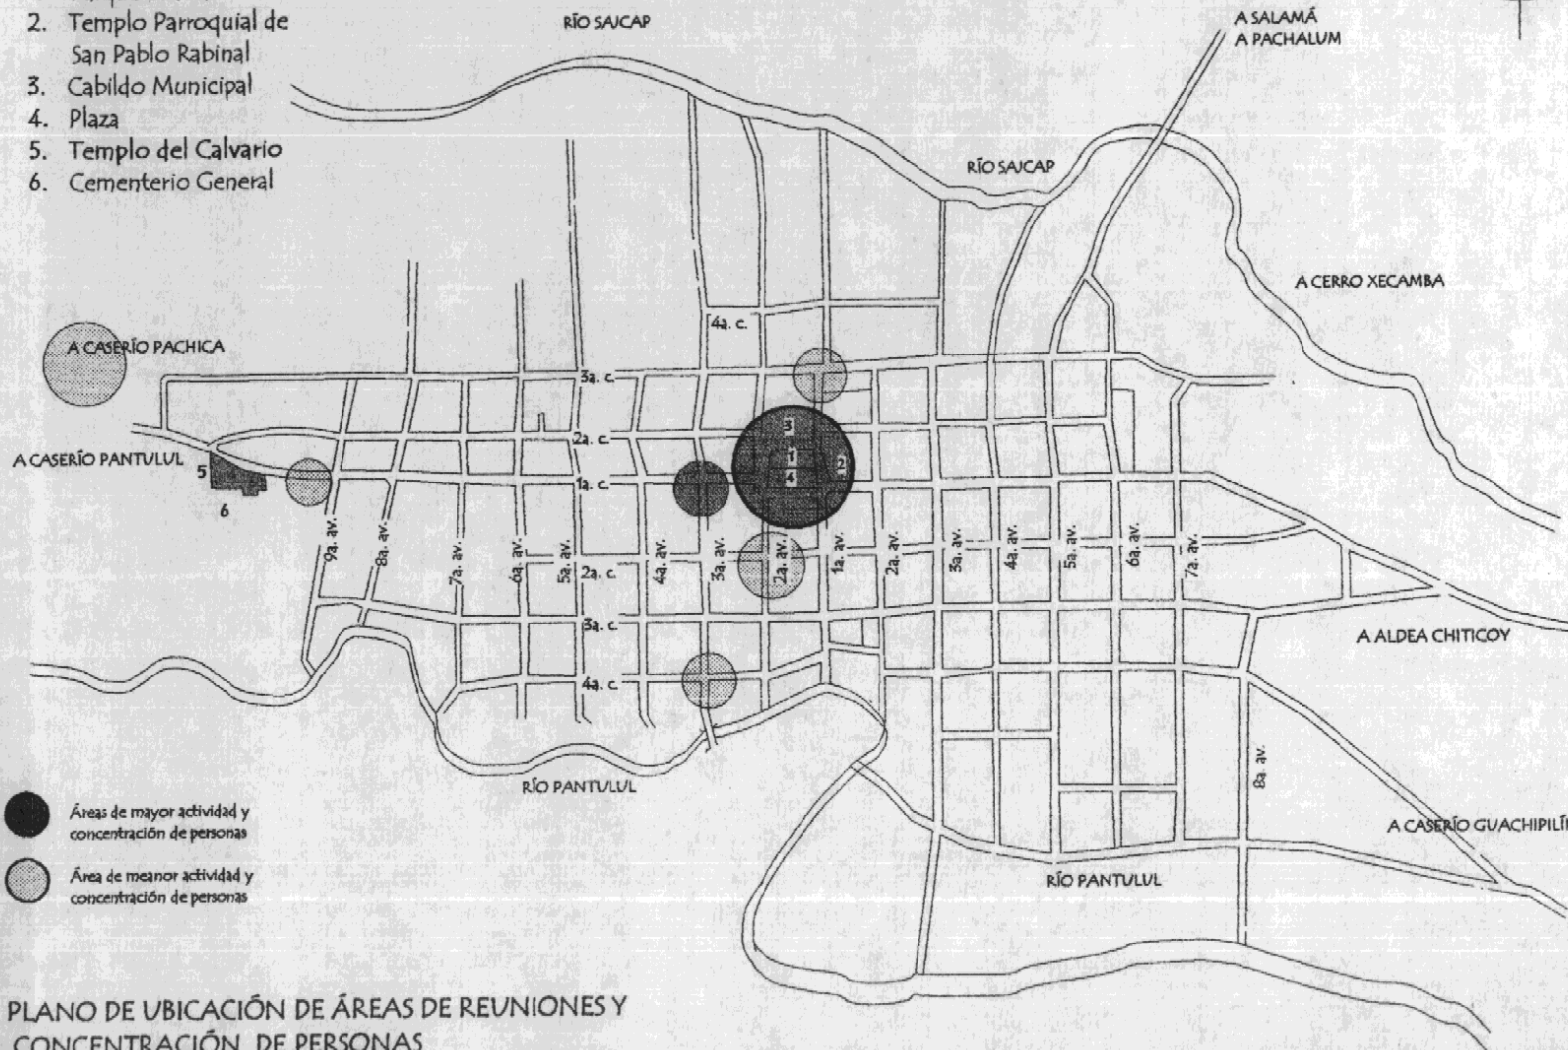 2. Templo Parroquial de
San Pablo Rabinal
3. Cabildo Municipal
4. Plaza
5. Templo del Calvario
6. Cementerio General
RÍO SAJCAP
A SALAMÁ
A PACHALUM
RÍO SAJCAP
A CERRO XECAMBA
4a. c.
A CASERÍO PACHICA
3a. c.
3
2a. c.
1
2
A CASERÍO PANTULUL
5
4
1a. c.
6
9a. av.
8a. av.
7a. av.
6a. av.
5a. av.
4a. av.
3a. av.
2a. av.
1a. av.
2a. av.
3a. av.
4a. av.
5a. av.
6a. av.
7a. av.
2a. c.
3a. c.
A ALDEA CHITICOY
4a. c.
8a. av.
RÍO PANTULUL
Áreas de mayor actividad y
concentración de personas
A CASERÍO GUACHIPILÍ
Área de meanor actividad y
concentración de personas
RÍO PANTULUL
PLANO DE UBICACIÓN DE ÁREAS DE REUNIONES Y
CONCENTRACIÓN DE PERSONAS